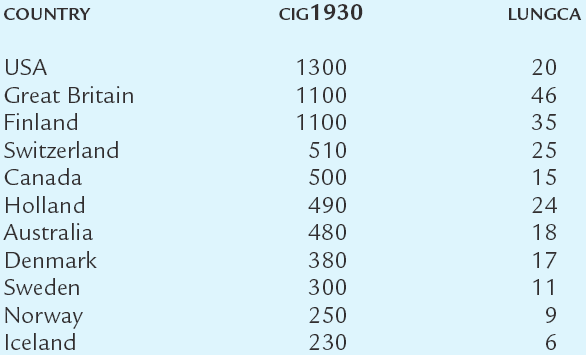 COUNTRY CIG1930 LUNGCA
USA 1300 20
Great Britain 1100 46
Finland 1100 35
Switzerland 510 25
Canada 500 15
Holland 490 24
Australia 480 18
Denmark 380 17
Sweden 300 11
Norway 250 9
Iceland 230 6